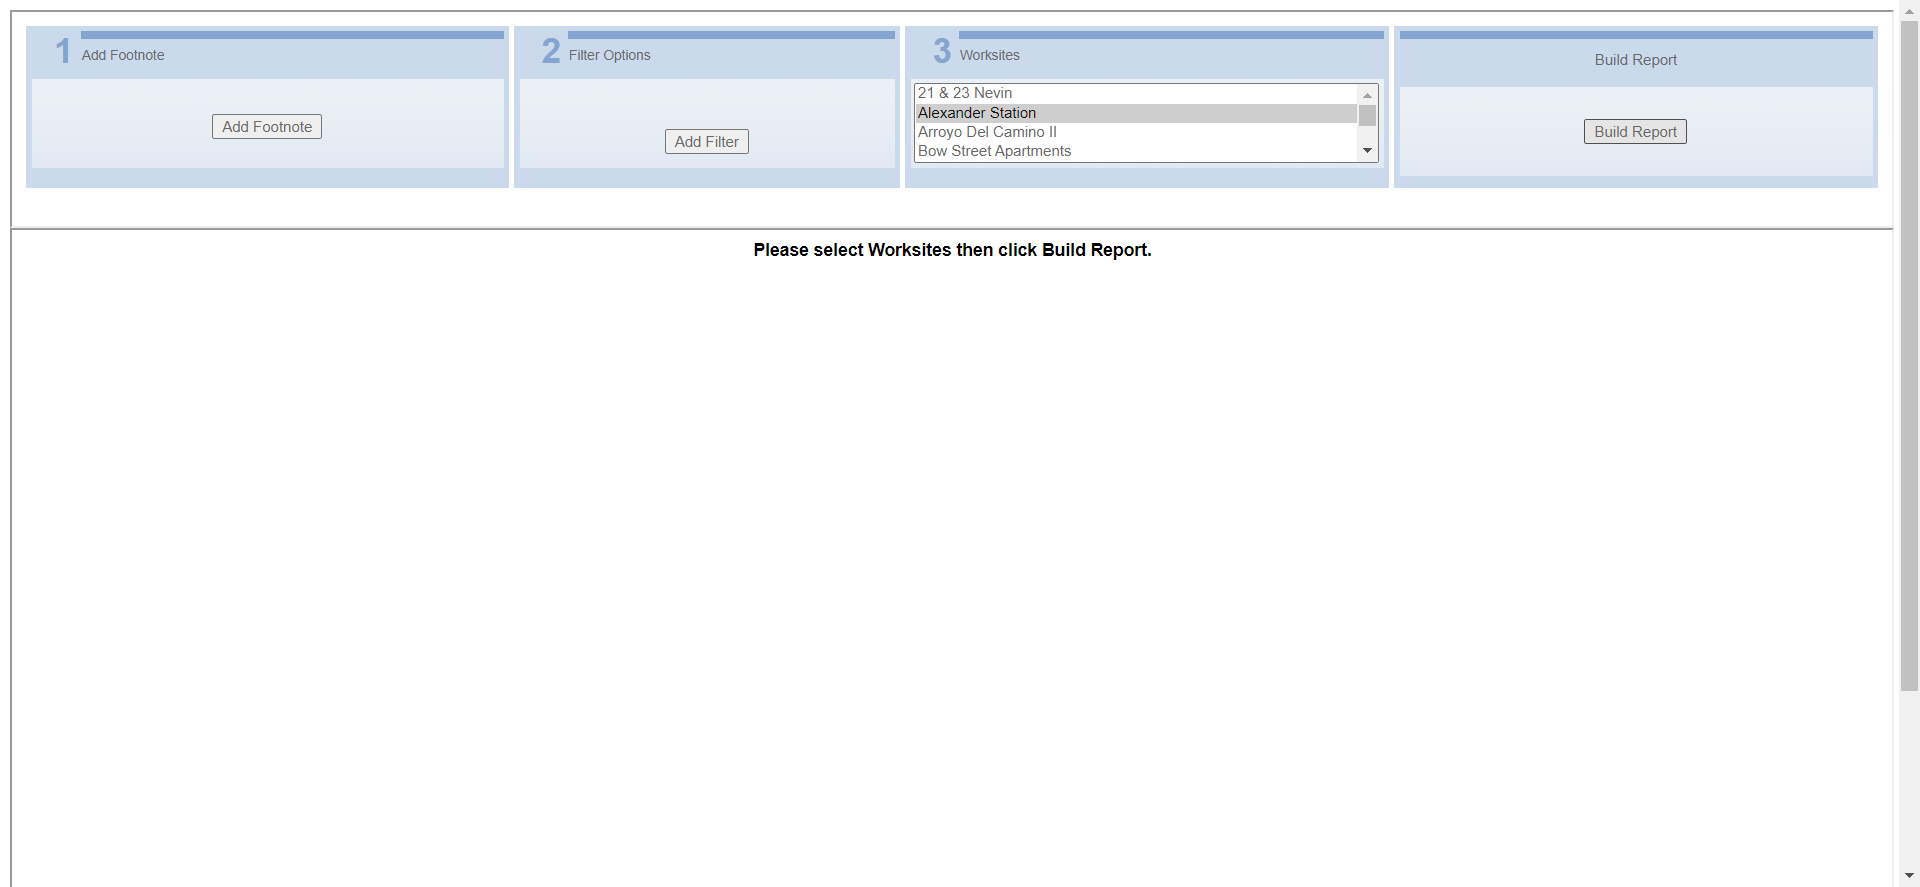 1 Add Footnote
Add Footnote
2 Filter Options
Add Filter
3 Worksites
21 & 23 Nevin
Alexander Station
Arroyo Del Camino II
Bow Street Apartments
Build Report
Build Report
Please select Worksites then click Build Report.